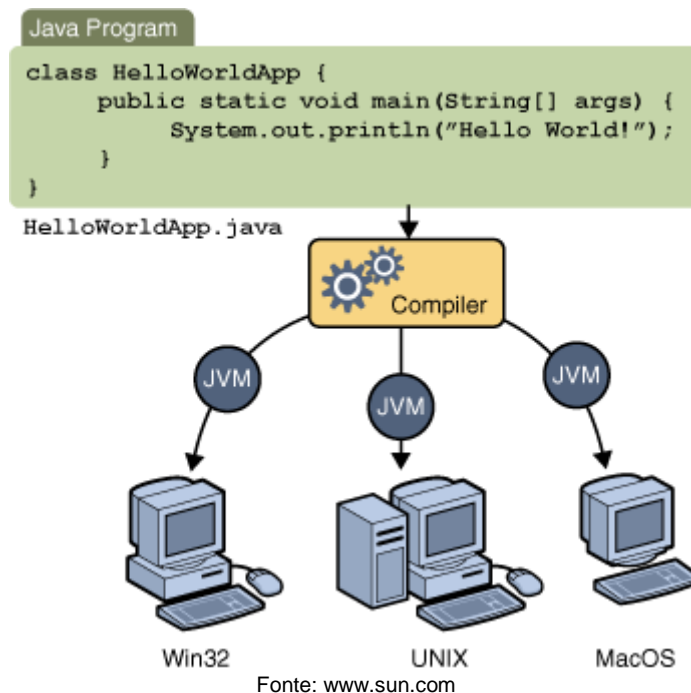 Java Program
class HelloWorldApp {
public static void main(String[] args) {
System.out.println("Hello World!");
}
}
HelloWorldApp.java
Compiler
JVM
JVM
JVM
Win32
UNIX
MacOS
Fonte: www.sun.com